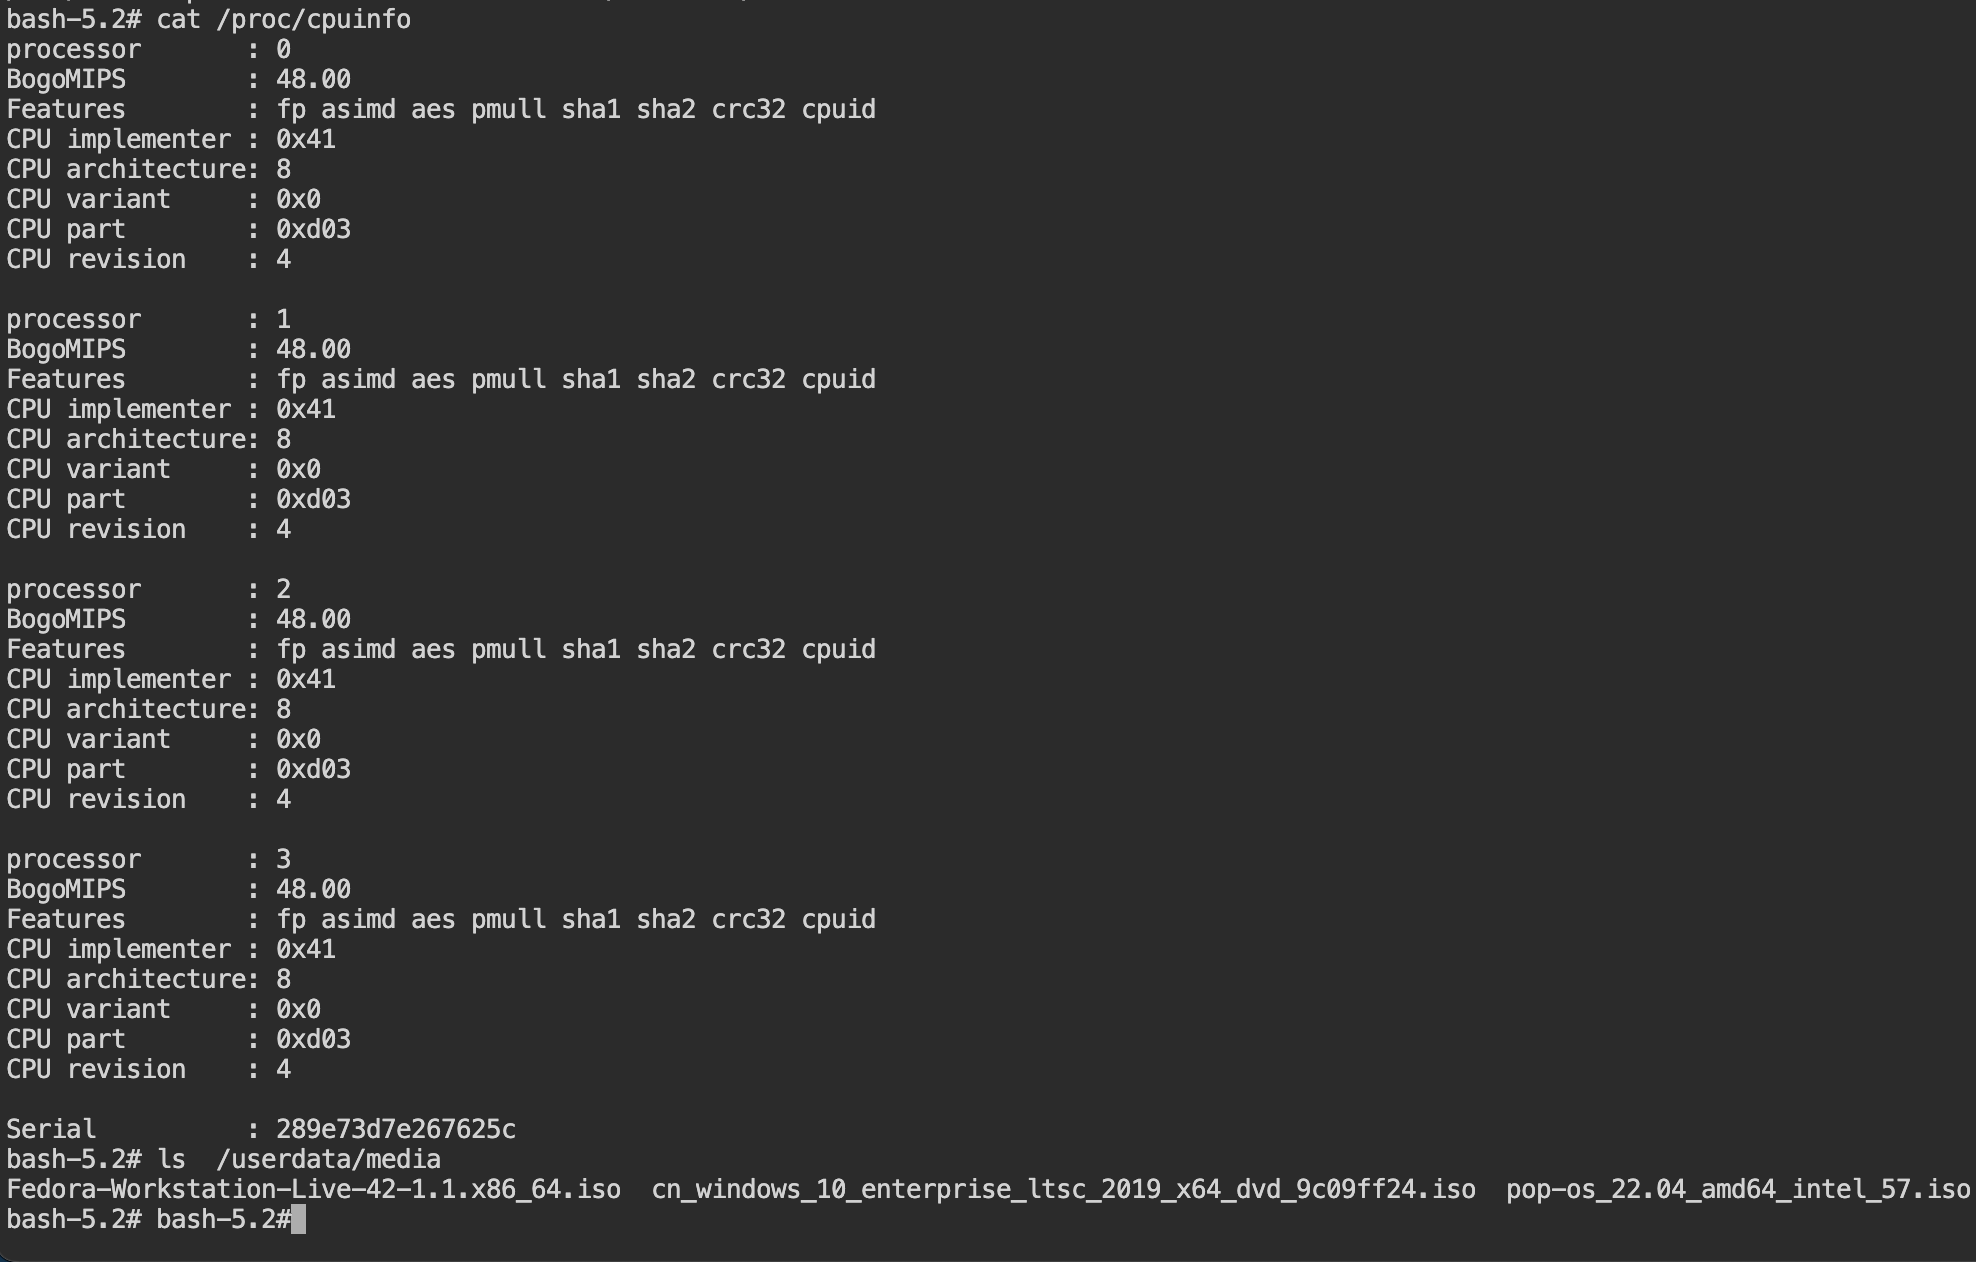 bash-5.2# cat /proc/cpuinfo
processor       : 0
BogoMIPS        : 48.00
Features        : fp asimd aes pmull sha1 sha2 crc32 cpuid
CPU implementer : 0x41
CPU architecture: 8
CPU variant     : 0x0
CPU part        : 0xd03
CPU revision    : 4

processor       : 1
BogoMIPS        : 48.00
Features        : fp asimd aes pmull sha1 sha2 crc32 cpuid
CPU implementer : 0x41
CPU architecture: 8
CPU variant     : 0x0
CPU part        : 0xd03
CPU revision    : 4

processor       : 2
BogoMIPS        : 48.00
Features        : fp asimd aes pmull sha1 sha2 crc32 cpuid
CPU implementer : 0x41
CPU architecture: 8
CPU variant     : 0x0
CPU part        : 0xd03
CPU revision    : 4

processor       : 3
BogoMIPS        : 48.00
Features        : fp asimd aes pmull sha1 sha2 crc32 cpuid
CPU implementer : 0x41
CPU architecture: 8
CPU variant     : 0x0
CPU part        : 0xd03
CPU revision    : 4

Serial          : 289e73d7e267625c
bash-5.2# ls  /userdata/media
Fedora-Workstation-Live-42-1.1.x86_64.iso  cn_windows_10_enterprise_ltsc_2019_x64_dvd_9c09ff24.iso  pop-os_22.04_amd64_intel_57.iso
bash-5.2# bash-5.2#